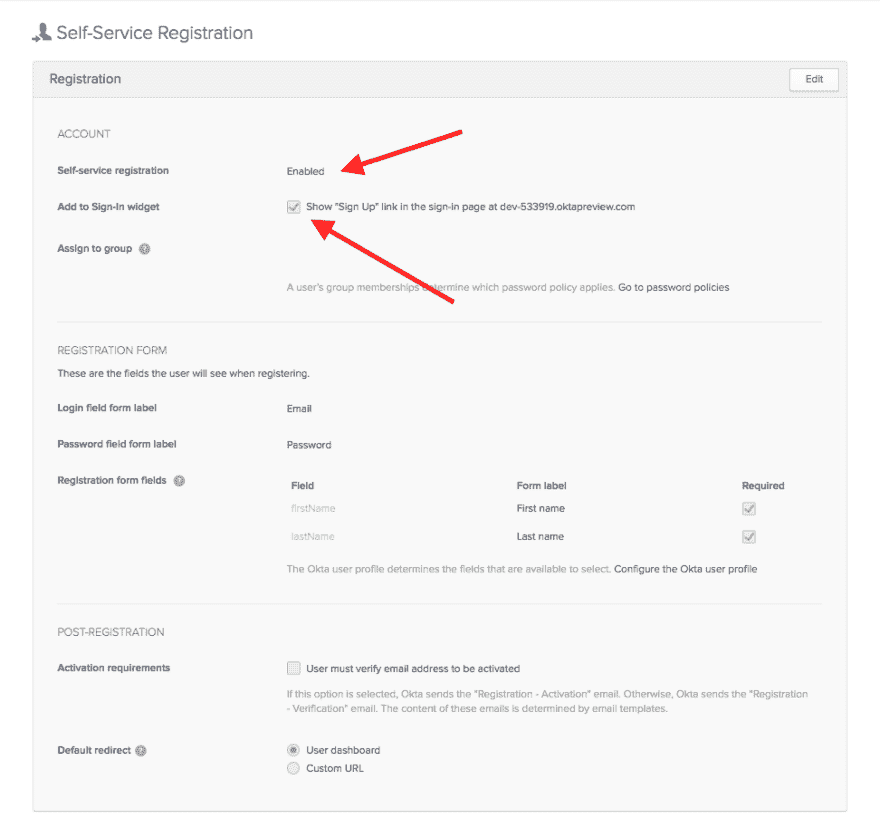 Self-Service Registration
Registration
Edit
ACCOUNT
Self-service registration Enabled
Add to Sign-In widget Show "Sign Up" link in the sign-in page at dev-533919.oktapreview.com
Assign to group
A user's group memberships determine which password policy applies. Go to password policies
REGISTRATION FORM
These are the fields the user will see when registering.
Login field form label Email
Password field form label Password
Registration form fields Field Form label Required
firstName First name
lastName Last name
The Okta user profile determines the fields that are available to select. Configure the Okta user profile
POST-REGISTRATION
Activation requirements User must verify email address to be activated
If this option is selected, Okta sends the "Registration - Activation" email. Otherwise, Okta sends the "Registration
- Verification" email. The content of these emails is determined by email templates.
Default redirect User dashboard
Custom URL